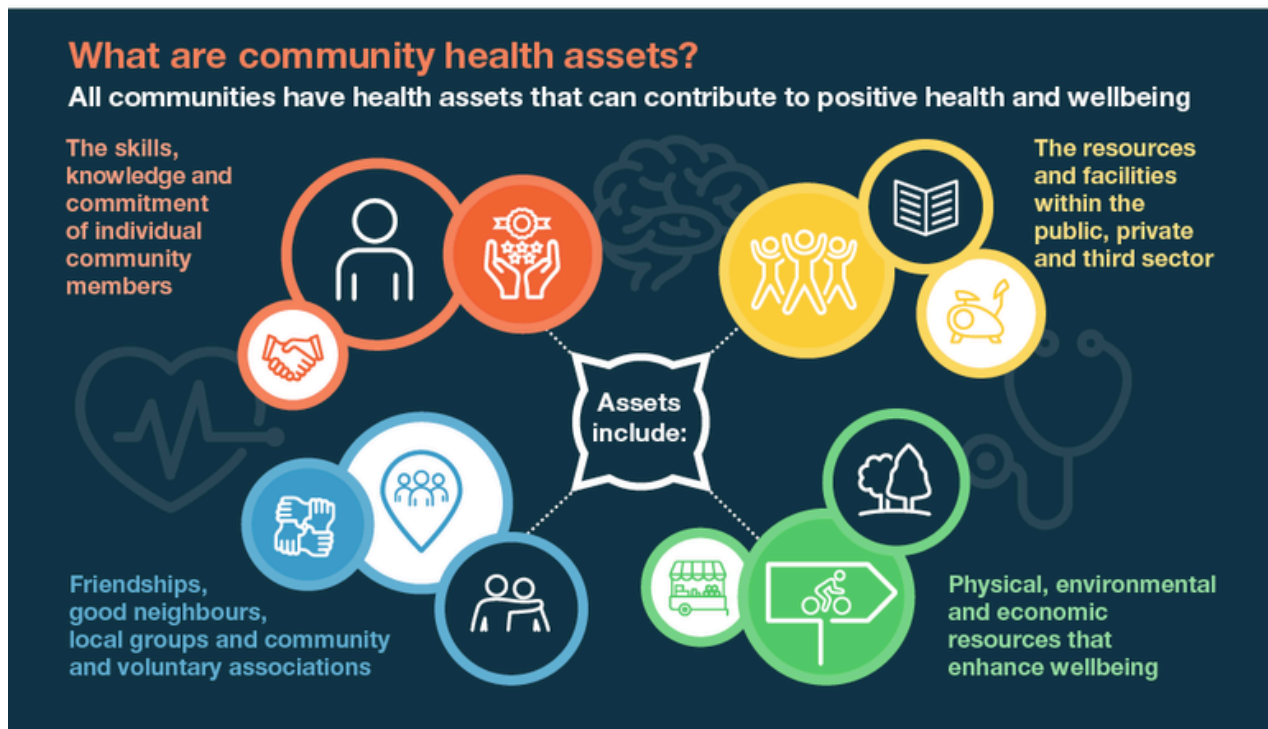 What are community health assets?
All communities have health assets that can contribute to positive health and wellbeing
The skills,
knowledge and
commitment
of individual
community
members
The resources
and facilities
within the
public, private
and third sector
Assets
include:
Friendships,
good neighbours,
local groups and community
and voluntary associations
Physical, environmental
and economic
resources that
enhance wellbeing